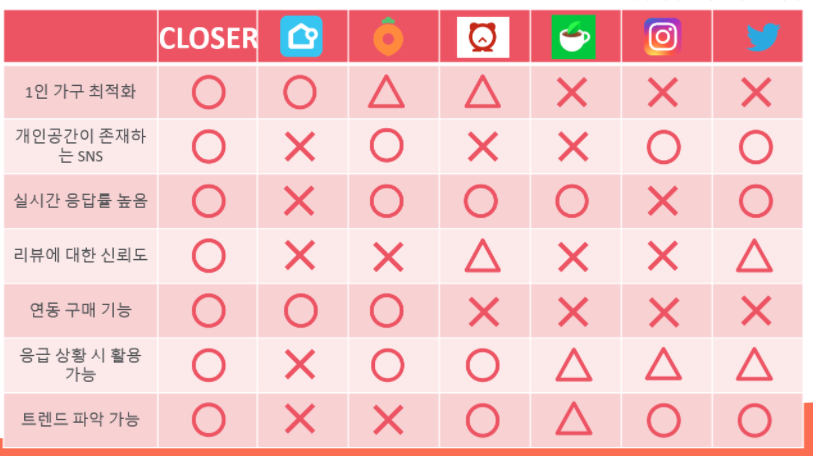 CLOSER
1인 가구 최적화
개인공간이 존재하
는 SNS
실시간 응답률 높음
리뷰에 대한 신뢰도
연동 구매 기능
응급 상황 시 활용
가능
트렌드 파악 가능